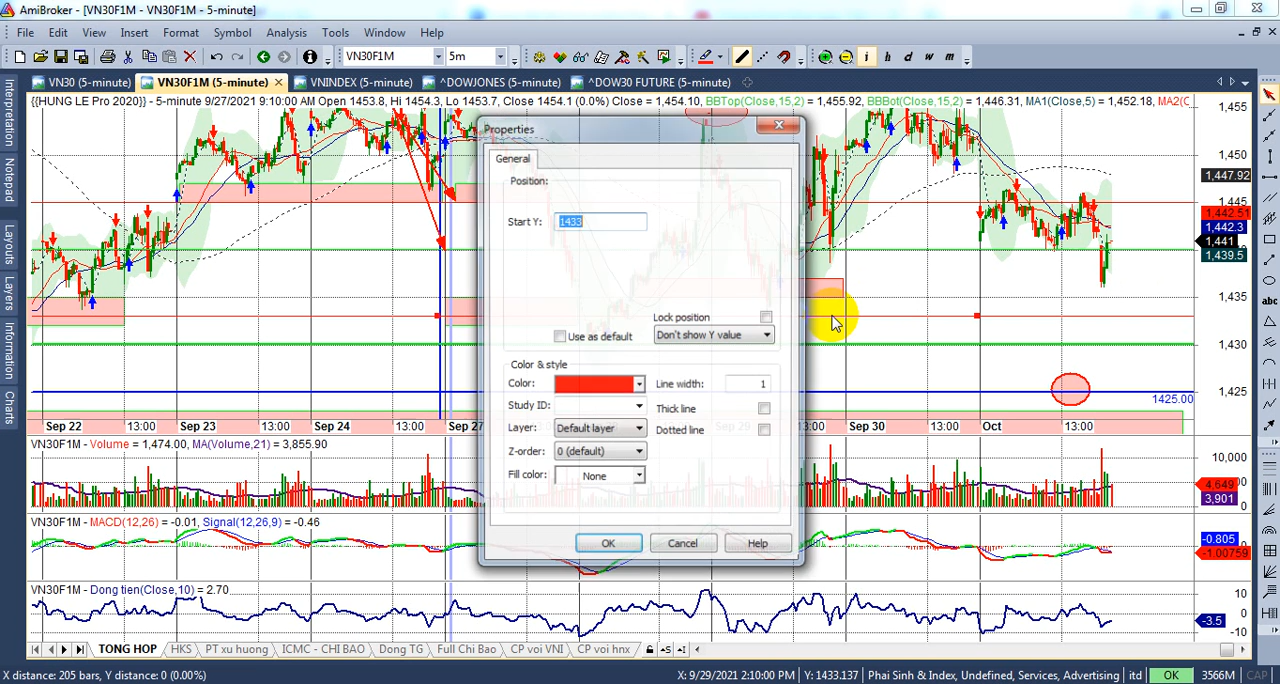 AmiBroker - [VN30F1M - VN30F1M - 5-minute]
File Edit View Insert Format Symbol Analysis Tools Window Help
VN30F1M 5m i h d w m
VN30 (5-minute) VN30F1M (5-minute) VNINDEX (5-minute) ^DOWJONES (5-minute) ^DOW30 FUTURE (5-minute)
{{HUNG LE Pro 2020}} - 5-minute 9/27/2021 9:10:00 AM Open 1453.8, Hi 1454.3, Lo 1453.7, Close 1454.1 (0.0%) Close = 1,454.10, BBTop(Close,15,2) = 1,455.92, BBBot(Close,15,2) = 1,446.31, MA1(Close,5) = 1,452.18, MA2(C
Interpretation
Notepad
Layouts
Layers
Information
Charts
Properties
General
Position:
Start Y: 1433
Lock position
Use as default Don't show Y value
Color & style
Color: Line width: 1
Study ID: Thick line
Layer: Default layer Dotted line
Z-order: 0 (default)
Fill color: None
OK Cancel Help
1,455
1,450
1,447.92
1,445
1,442.51
1,442.3
1,441
1,439.5
1,435
1,430
1,425
1425.00
abc
Sep 22 13:00 Sep 23 13:00 Sep 24 13:00 Sep 27 Sep 29 13:00 Sep 30 13:00 Oct 13:00
VN30F1M - Volume = 1,474.00, MA(Volume,21) = 3,855.90
10,000
4,649
3,901
VN30F1M - MACD(12,26) = -0.01, Signal(12,26,9) = -0.46
-0.805
-1.00759
VN30F1M - Dong tien(Close,10) = 2.70
10
0
-3.5
-10
TONG HOP HKS PT xu huong ICMC - CHI BAO Dong TG Full Chi Bao CP voi VNI CP voi hnx
X distance: 205 bars, Y distance: 0 (0.00%) X: 9/29/2021 2:10:00 PM Y: 1433.137 Phai Sinh & Index, Undefined, Services, Advertising itd OK 3566M CAP